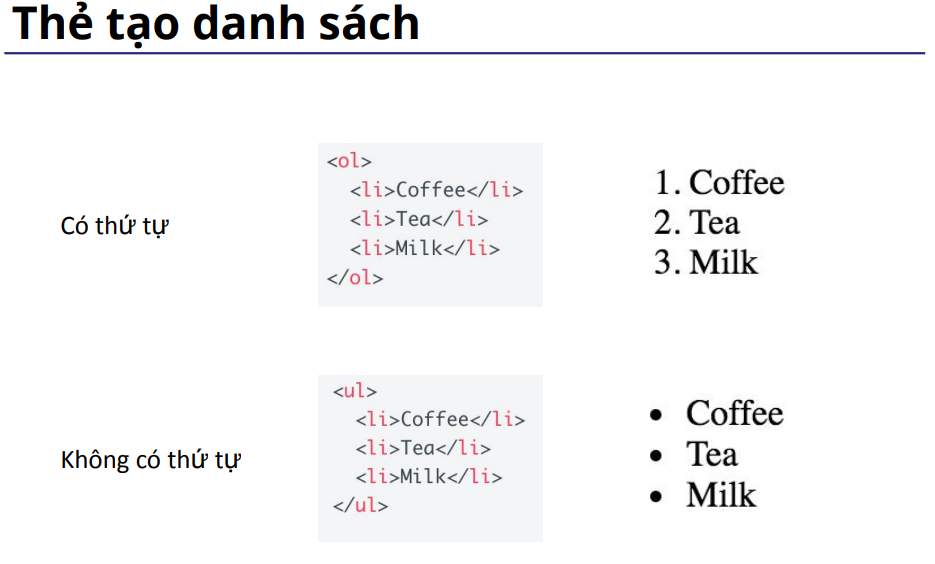 Thẻ tạo danh sách
Có thứ tự
<ol>
<li>Coffee</li>
<li>Tea</li>
<li>Milk</li>
</ol>
1. Coffee
2. Tea
3. Milk
Không có thứ tự
<ul>
<li>Coffee</li>
<li>Tea</li>
<li>Milk</li>
</ul>
• Coffee
• Tea
• Milk